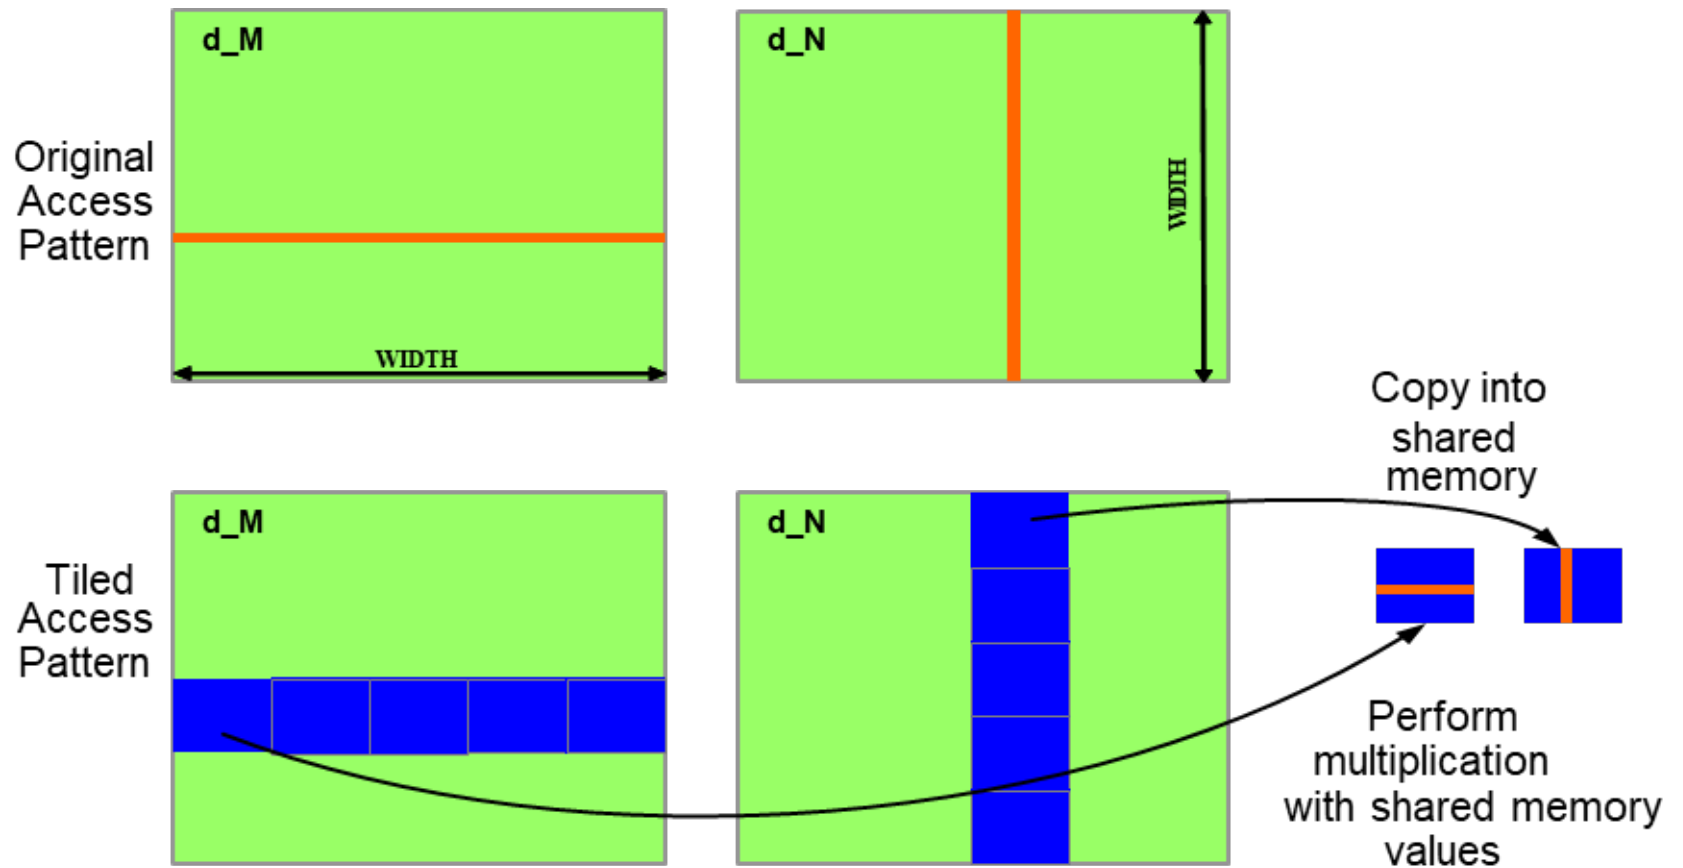 d_M
d_N
Original
Access
Pattern
WIDTH
WIDTH
Copy into
shared
memory
d_M
d_N
Tiled
Access
Pattern
Perform
multiplication
with shared memory
values